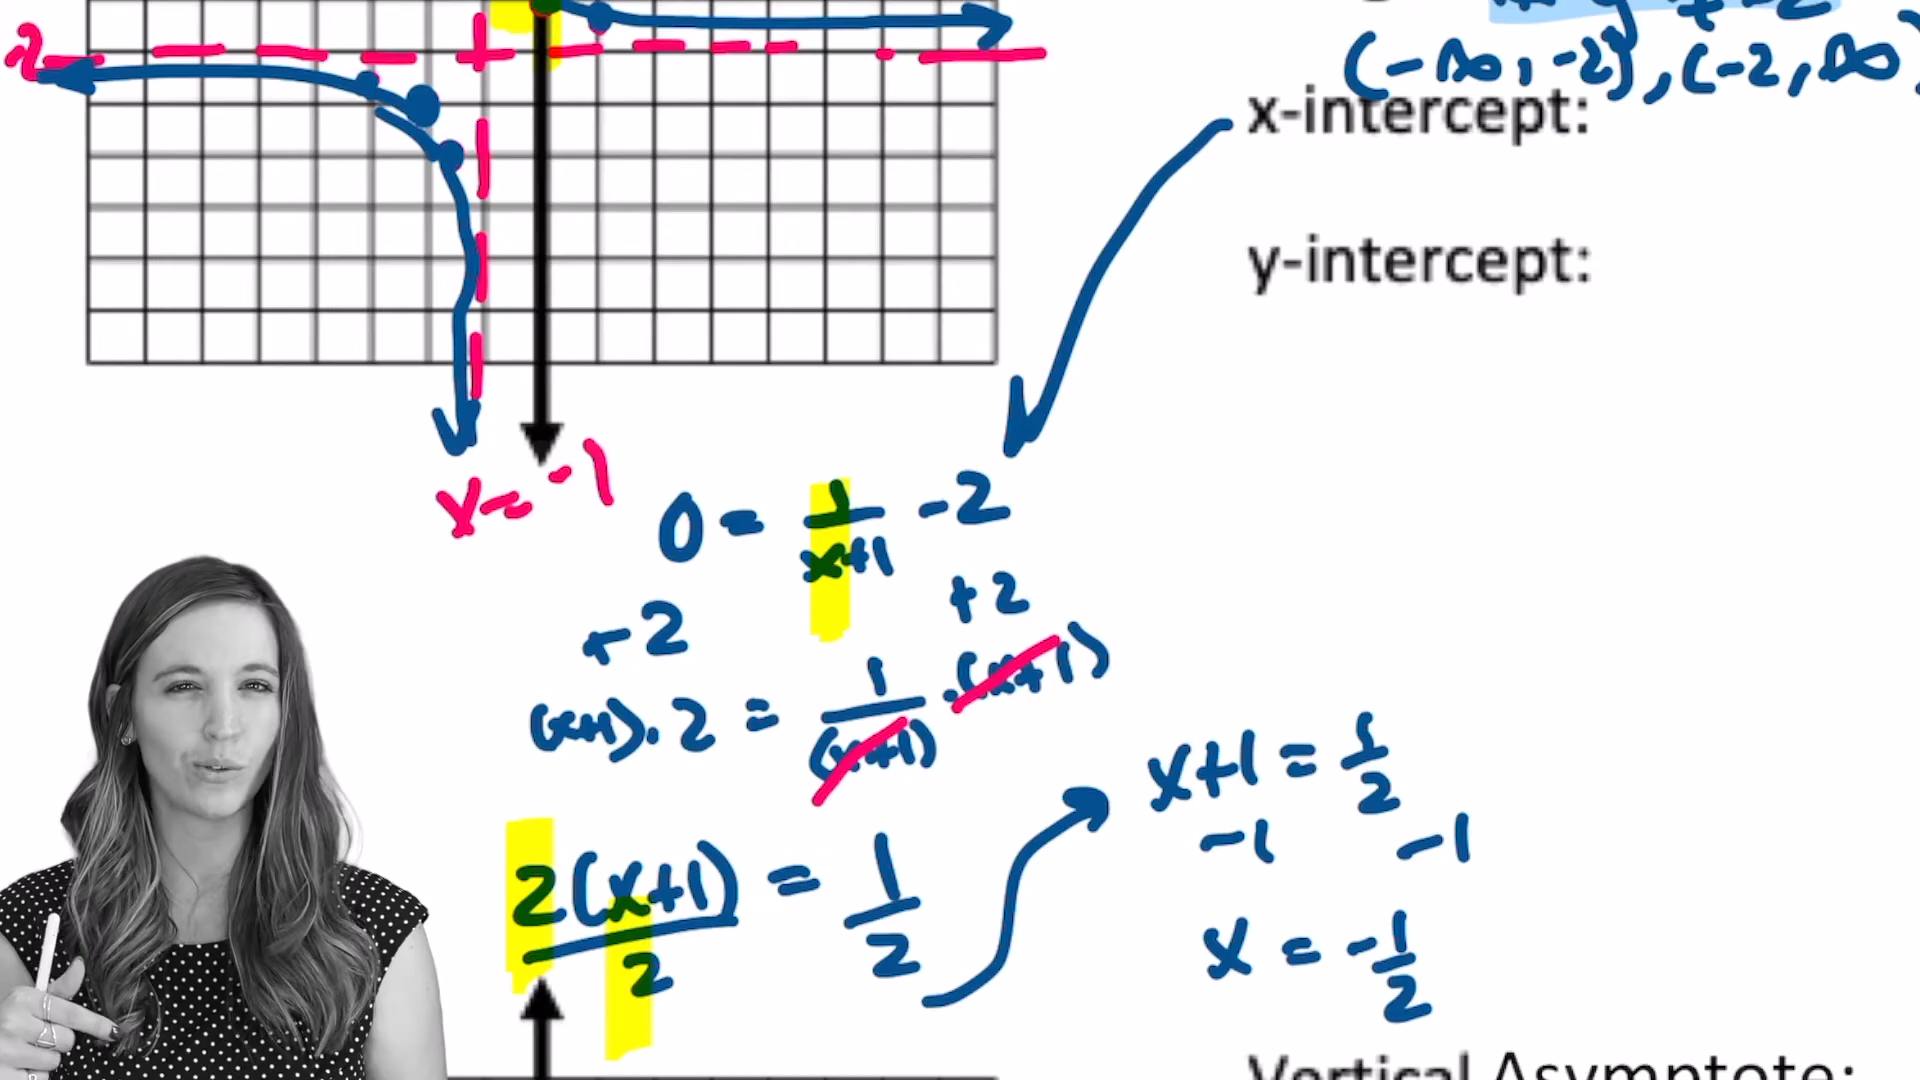 (-∞, -2), (-2, ∞)
x-intercept:
y-intercept:
x = -1
0 = 1/x+1 - 2
+2 +2
(x+1) · 2 = 1/(x+1) · (x+1)
2(x+1)/2 = 1/2
x+1 = 1/2
-1 -1
x = -1/2
Vertical Asymptote: